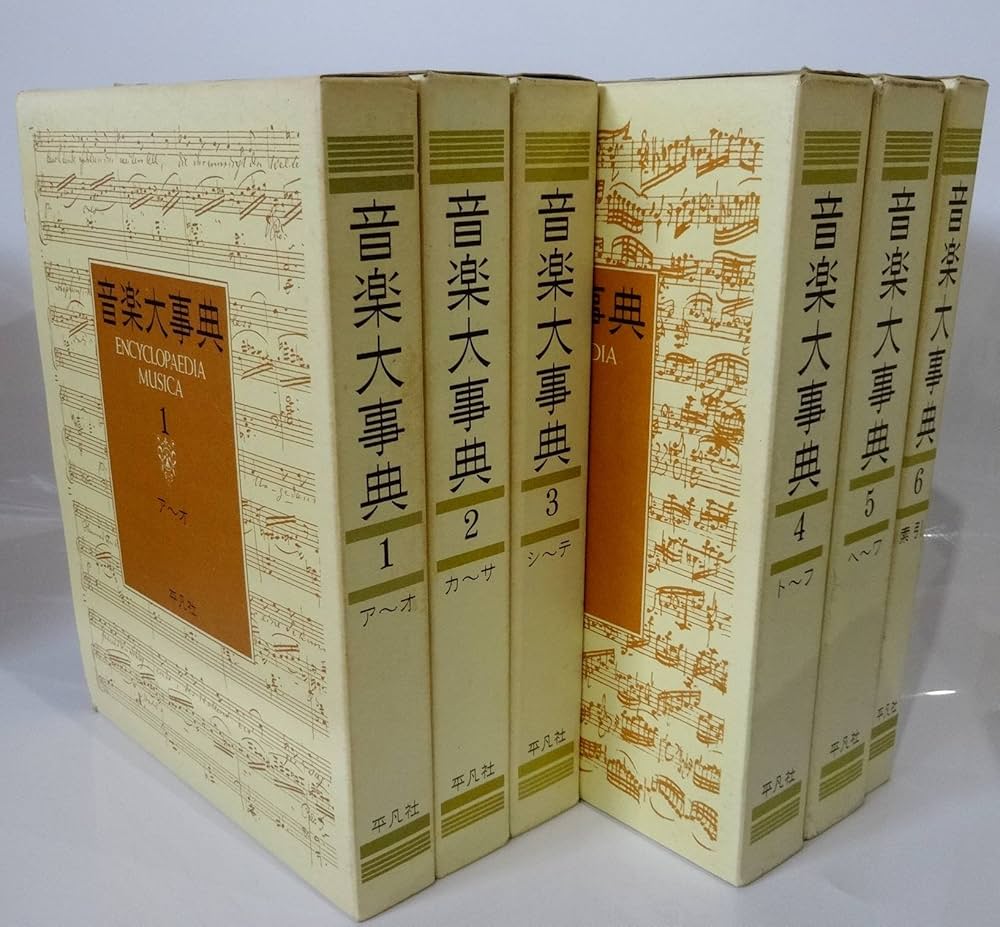 音楽大事典
ENCYCLOPAEDIA
MUSICA
1
ア〜オ
平凡社
音楽大事典
1
ア〜オ
平凡社
音楽大事典
2
カ〜サ
平凡社
音楽大事典
3
シ〜テ
平凡社
事典
DIA
音楽大事典
4
ト〜フ
平凡社
音楽大事典
5
ヘ〜ワ
平凡社
音楽大事典
6
索引
平凡社